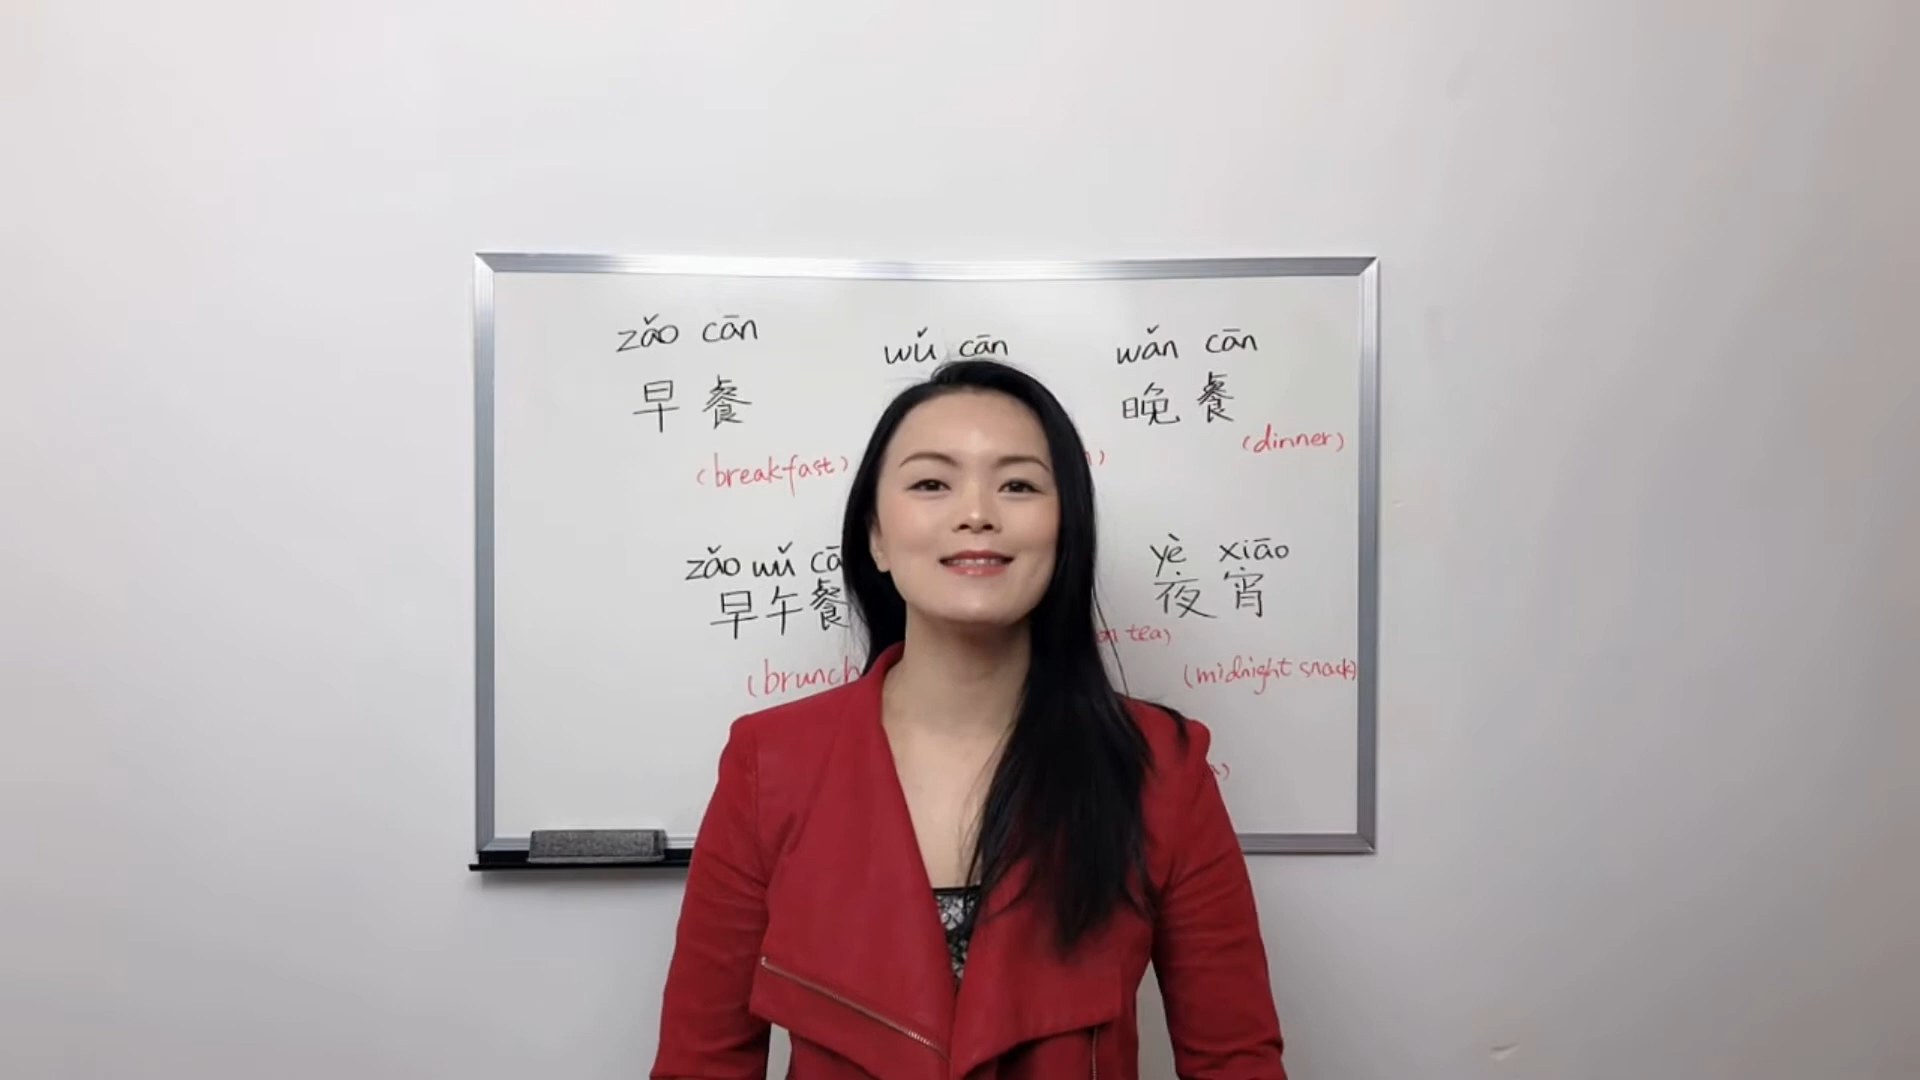 zǎo cān
wǔ cān
wǎn cān
早餐
晚餐
(breakfast)
(dinner)
zǎo wǔ
yè xiāo
早午餐
夜宵
tea)
(brunch
(midnight snack)